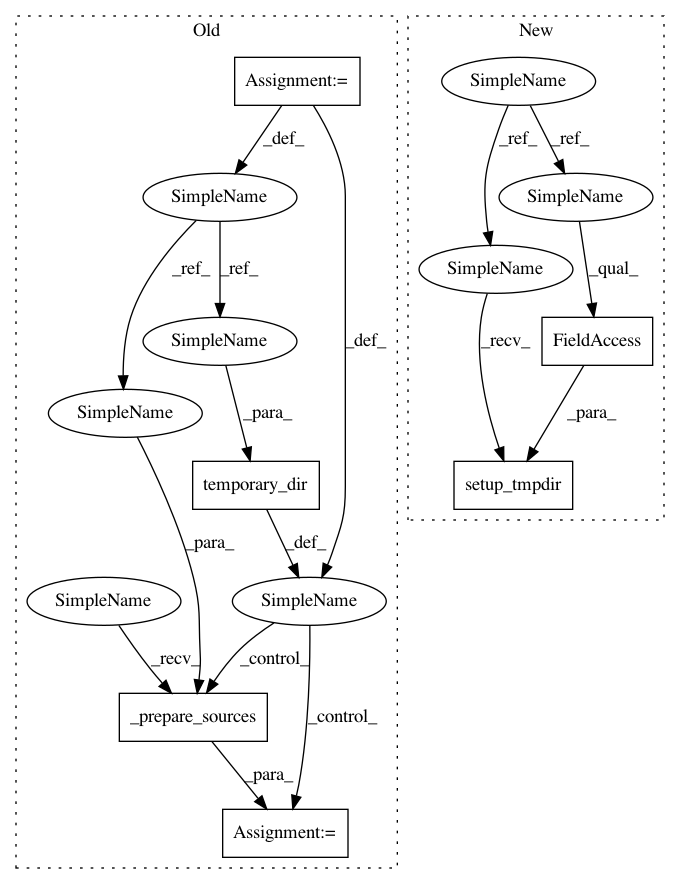 Old
New
Assignment:=
SimpleName
_def_
_ref_
_ref_
SimpleName
SimpleName
SimpleName
_ref_
_ref_
SimpleName
_def_
_qual_
SimpleName
_recv_
FieldAccess
SimpleName
_para_
_para_
temporary_dir
setup_tmpdir
_para_
_def_
SimpleName
SimpleName
_recv_
_control_
_prepare_sources
_control_
_para_
Assignment:=